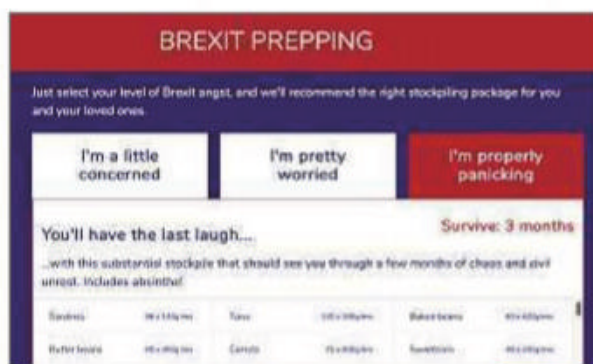 BREXIT PREPPING
Just select your level of Brexit angst, and we'll recommend the right stockpiling package for you
and your loved ones.
I'm a little
concerned
I'm pretty
worried
I'm properly
panicking
You'll have the last laugh...
Survive: 3 months
...with this substantial stockpile that should see you through a few months of chaos and civil
unrest. Includes absinthe!
Sardines
Tuna
Baked beans
Butter beans
Carrots
Sweetcorn